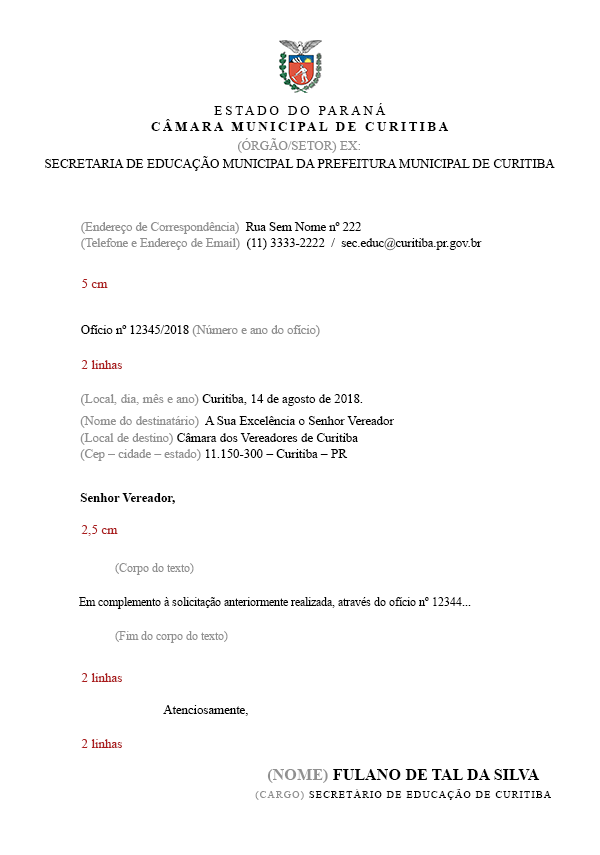 ESTADO DO PARANÁ
CÂMARA MUNICIPAL DE CURITIBA
(ÓRGÃO/SETOR) EX:
SECRETARIA DE EDUCAÇÃO MUNICIPAL DA PREFEITURA MUNICIPAL DE CURITIBA
(Endereço de Correspondência) Rua Sem Nome nº 222
(Telefone e Endereço de Email) (11) 3333-2222 / sec.educ@curitiba.pr.gov.br
5 cm
Ofício nº 12345/2018 (Número e ano do ofício)
2 linhas
(Local, dia, mês e ano) Curitiba, 14 de agosto de 2018.
(Nome do destinatário) A Sua Excelência o Senhor Vereador
(Local de destino) Câmara dos Vereadores de Curitiba
(Cep – cidade – estado) 11.150-300 – Curitiba – PR
Senhor Vereador,
2,5 cm
(Corpo do texto)
Em complemento à solicitação anteriormente realizada, através do ofício nº 12344...
(Fim do corpo do texto)
2 linhas
Atenciosamente,
2 linhas
(NOME) FULANO DE TAL DA SILVA
(CARGO) SECRETÁRIO DE EDUCAÇÃO DE CURITIBA